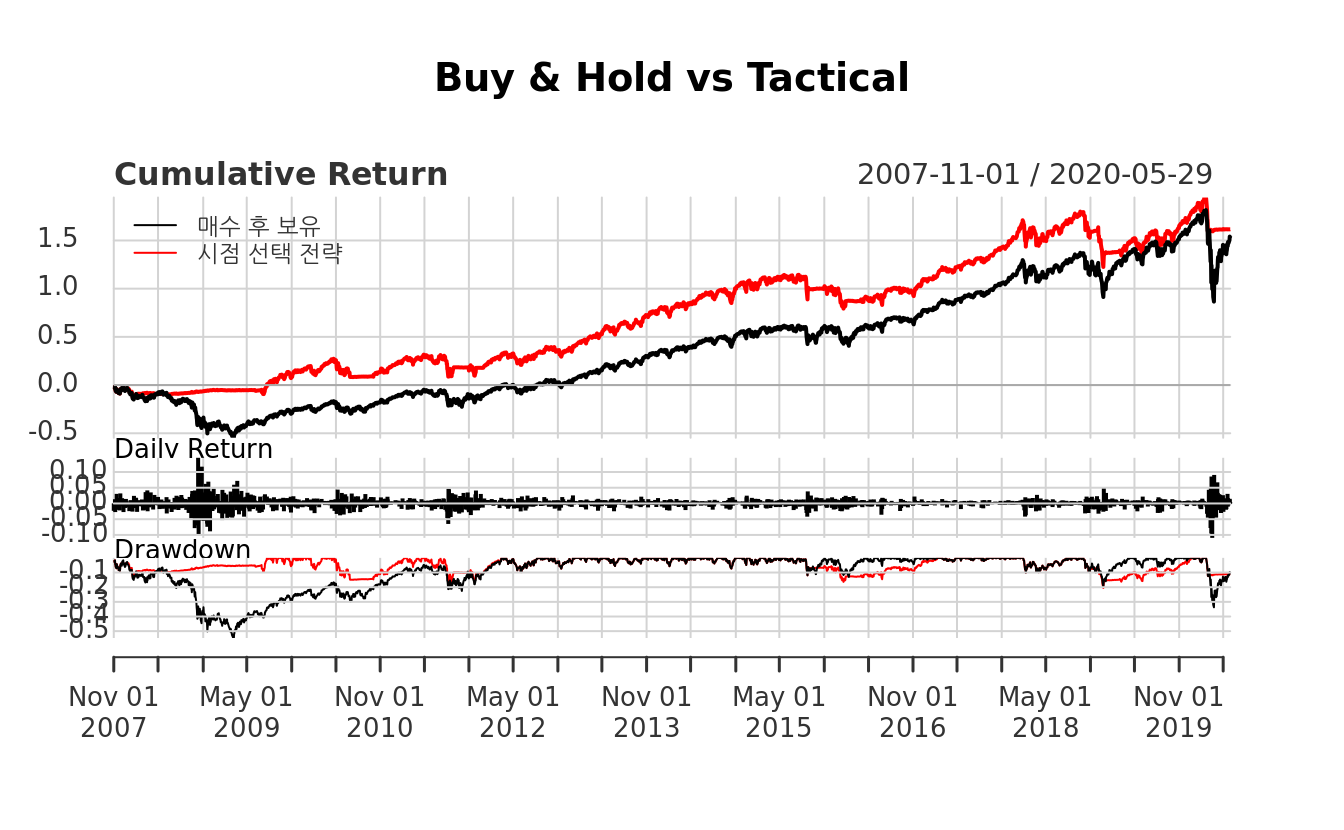 Buy & Hold vs Tactical
Cumulative Return
2007-11-01 / 2020-05-29
매수 후 보유
시점 선택 전략
1.5
1.0
0.5
0.0
-0.5
Daily Return
0.10
0.05
0.00
-0.05
-0.10
Drawdown
-0.1
-0.2
-0.3
-0.4
-0.5
Nov 01 May 01 Nov 01 May 01 Nov 01 May 01 Nov 01 May 01 Nov 01
2007 2009 2010 2012 2013 2015 2016 2018 2019